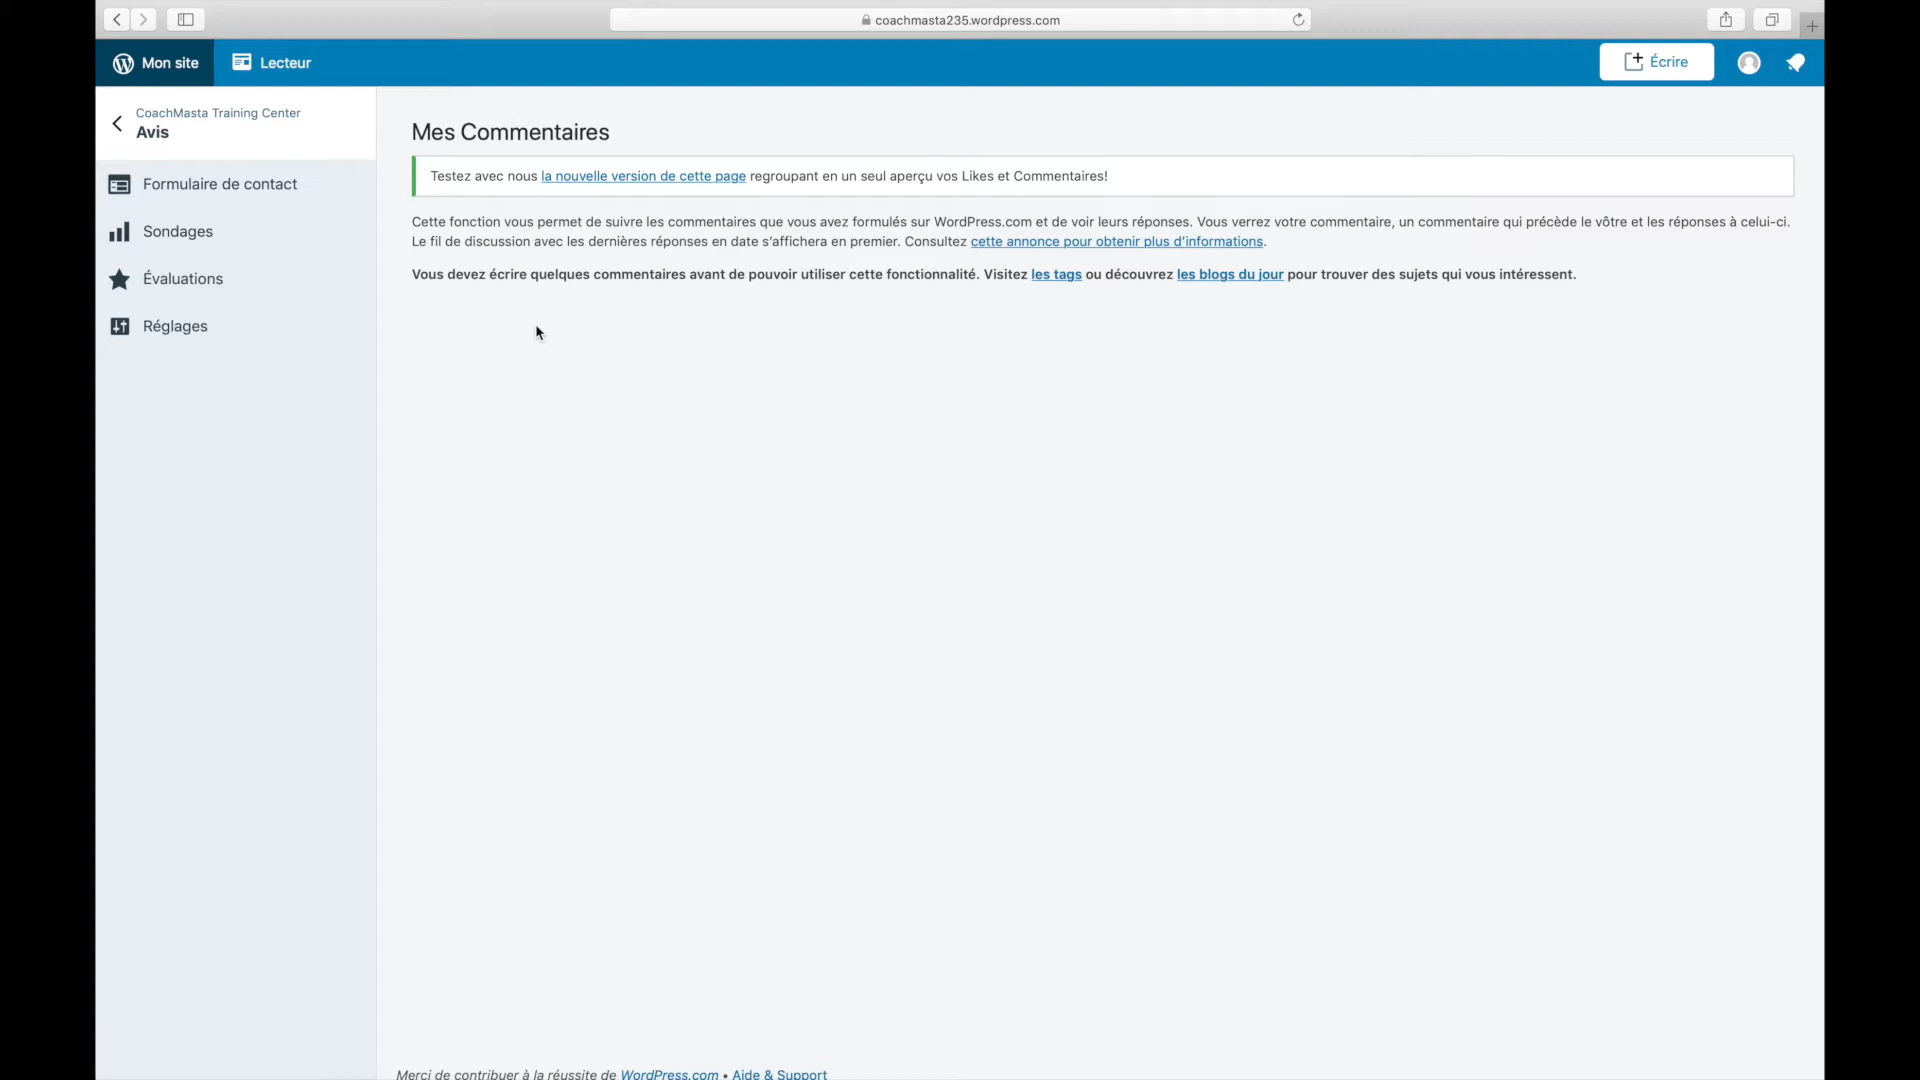 coachmasta235.wordpress.com
Mon site
Lecteur
Écrire
CoachMasta Training Center
Avis
Formulaire de contact
Sondages
Évaluations
Réglages
Mes Commentaires
Testez avec nous la nouvelle version de cette page regroupant en un seul aperçu vos Likes et Commentaires!
Cette fonction vous permet de suivre les commentaires que vous avez formulés sur WordPress.com et de voir leurs réponses. Vous verrez votre commentaire, un commentaire qui précède le vôtre et les réponses à celui-ci.
Le fil de discussion avec les dernières réponses en date s’affichera en premier. Consultez cette annonce pour obtenir plus d’informations.
Vous devez écrire quelques commentaires avant de pouvoir utiliser cette fonctionnalité. Visitez les tags ou découvrez les blogs du jour pour trouver des sujets qui vous intéressent.
Merci de contribuer à la réussite de WordPress.com • Aide & Support